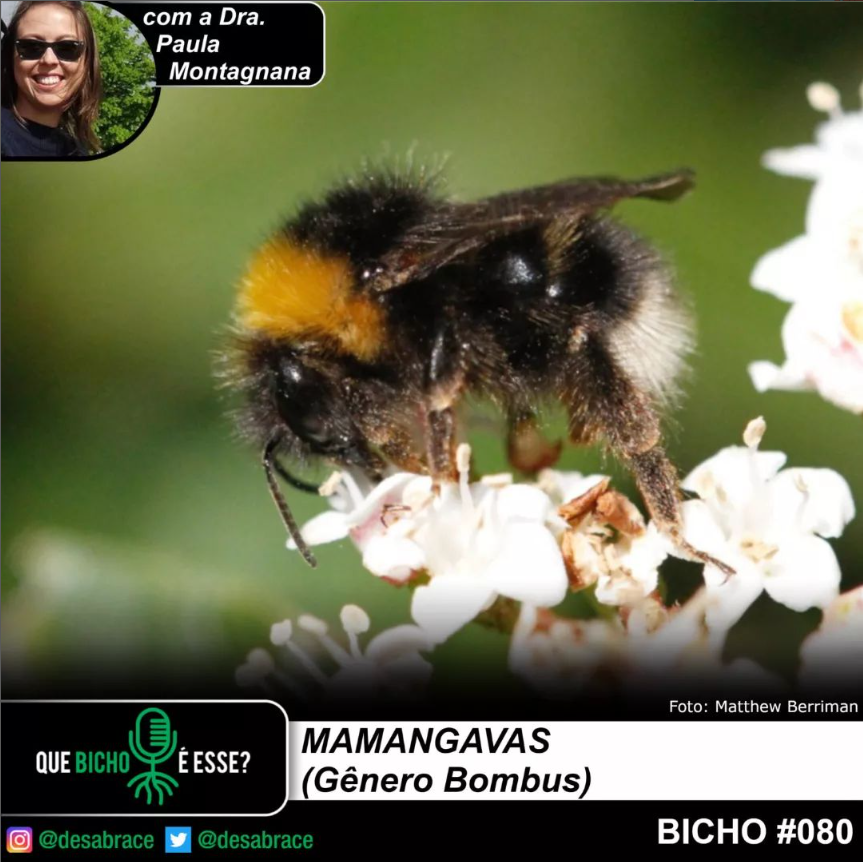 com a Dra.
Paula
Montagnana
Foto: Matthew Berriman
QUE BICHO É ESSE?
MAMANGAVAS
(Gênero Bombus)
@desabrace @desabrace
BICHO #080